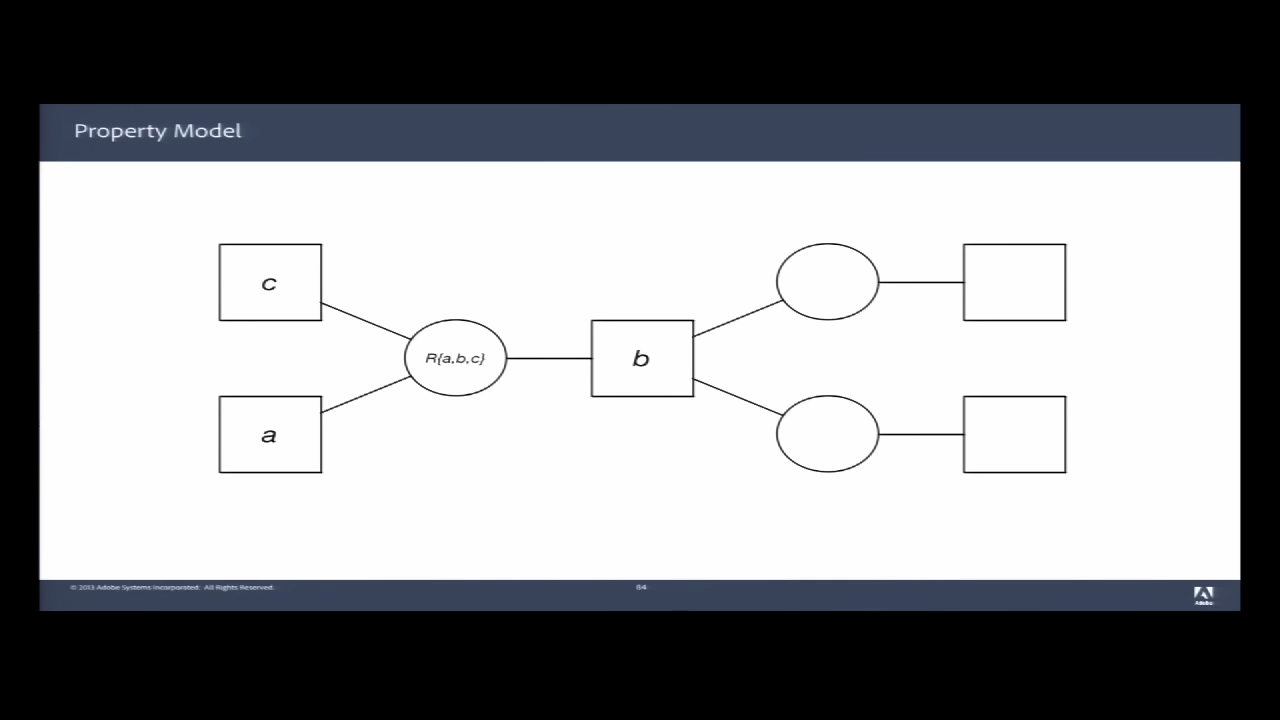 Property Model
c
R{a,b,c}
b
a
© 2013 Adobe Systems Incorporated. All Rights Reserved.
84
Adobe